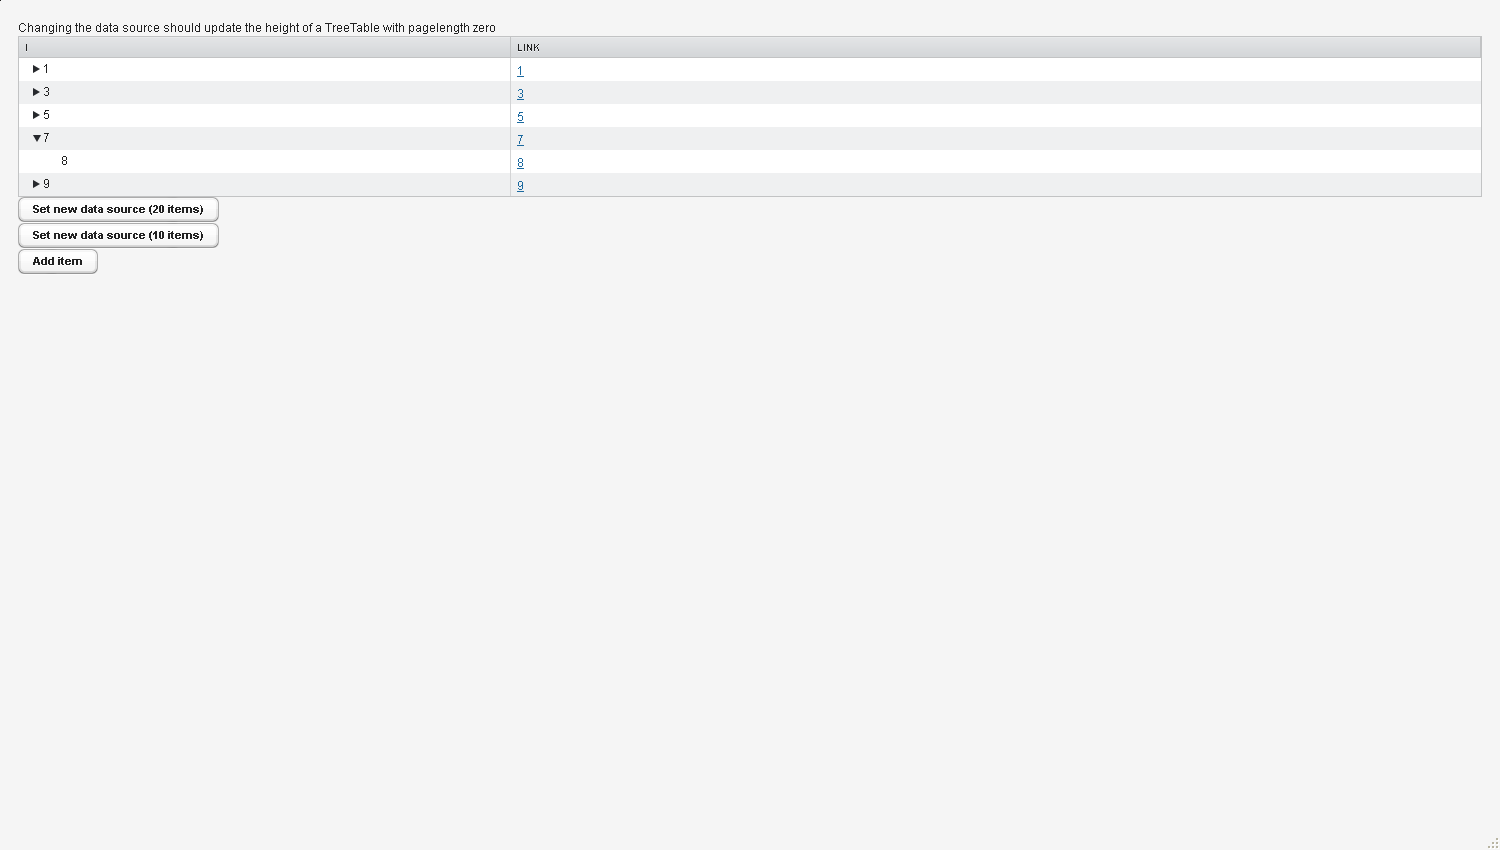 Changing the data source should update the height of a TreeTable with pagelength zero
I LINK
1 1
3 3
5 5
7 7
8 8
9 9
Set new data source (20 items)
Set new data source (10 items)
Add item